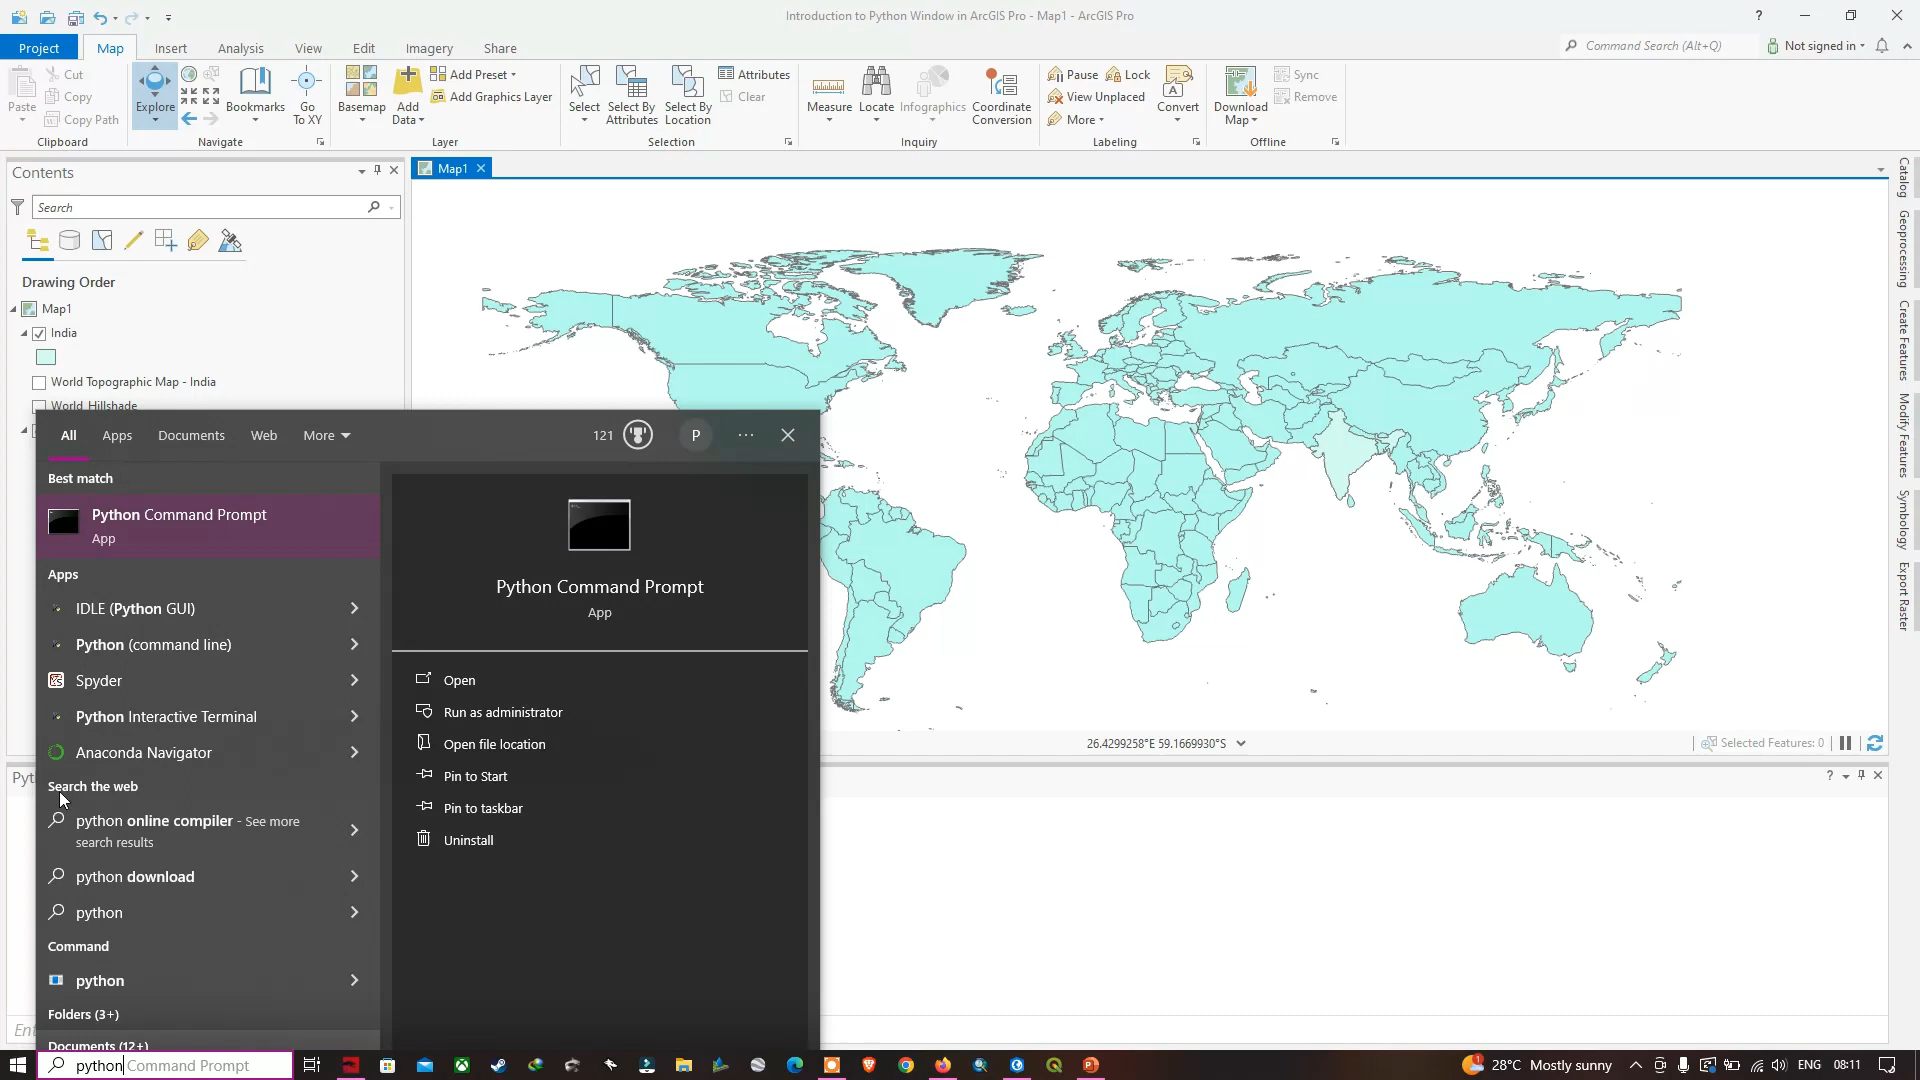 Introduction to Python Window in ArcGIS Pro - Map1 - ArcGIS Pro
?
Project
Map
Insert
Analysis
View
Edit
Imagery
Share
Command Search (Alt+Q)
Not signed in
Paste
Cut
Copy
Copy Path
Clipboard
Explore
Bookmarks
Go
To XY
Navigate
Basemap
Add
Data
Add Preset
Add Graphics Layer
Layer
Select
Select By
Attributes
Select By
Location
Attributes
Clear
Selection
Measure
Locate
Infographics
Coordinate
Conversion
Inquiry
Pause
Lock
View Unplaced
More
Convert
Labeling
Download
Map
Sync
Remove
Offline
Contents
Search
Drawing Order
Map1
India
World Topographic Map - India
World Hillshade
Map1
Catalog
Geoprocessing
Create Features
Modify Features
Symbology
Export Raster
26.4299258°E 59.1669930°S
Selected Features: 0
Pyt
?
Ent
All
Apps
Documents
Web
More
121
P
Best match
Python Command Prompt
App
Apps
IDLE (Python GUI)
Python (command line)
Spyder
Python Interactive Terminal
Anaconda Navigator
Search the web
python online compiler - See more
search results
python download
python
Command
python
Folders (3+)
Documents (12+)
Python Command Prompt
App
Open
Run as administrator
Open file location
Pin to Start
Pin to taskbar
Uninstall
python Command Prompt
1
28°C Mostly sunny
ENG
08:11